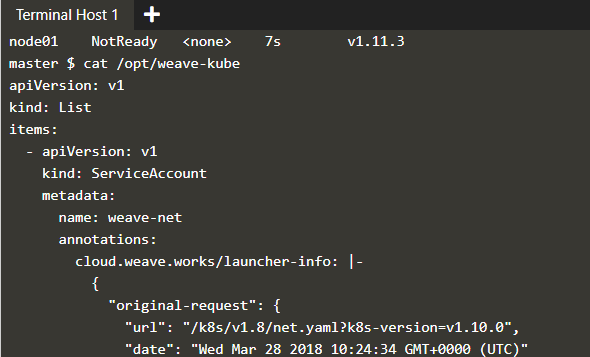 Terminal Host 1 +
node01 NotReady <none> 7s v1.11.3
master $ cat /opt/weave-kube
apiVersion: v1
kind: List
items:
  - apiVersion: v1
    kind: ServiceAccount
    metadata:
      name: weave-net
      annotations:
        cloud.weave.works/launcher-info: |-
          {
            "original-request": {
              "url": "/k8s/v1.8/net.yaml?k8s-version=v1.10.0",
              "date": "Wed Mar 28 2018 10:24:34 GMT+0000 (UTC)"